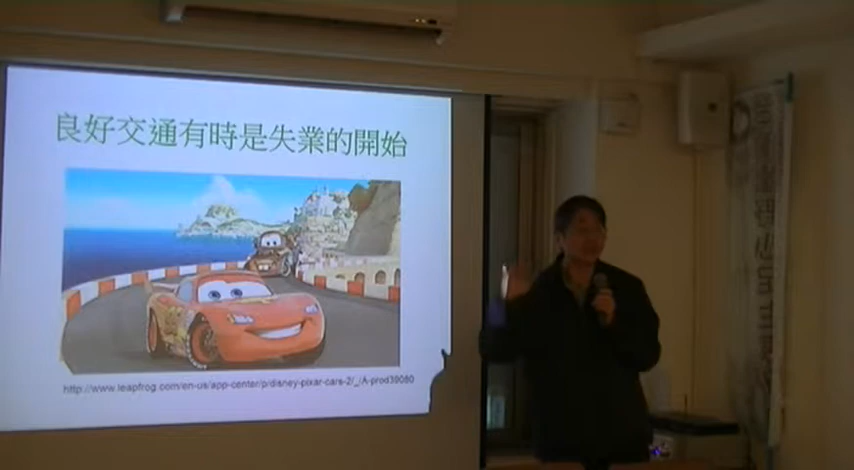 良好交通有時是失業的開始
http://www.leapfrog.com/en-us/app-center/p/disney-pixar-cars-2/_/A-prod39080